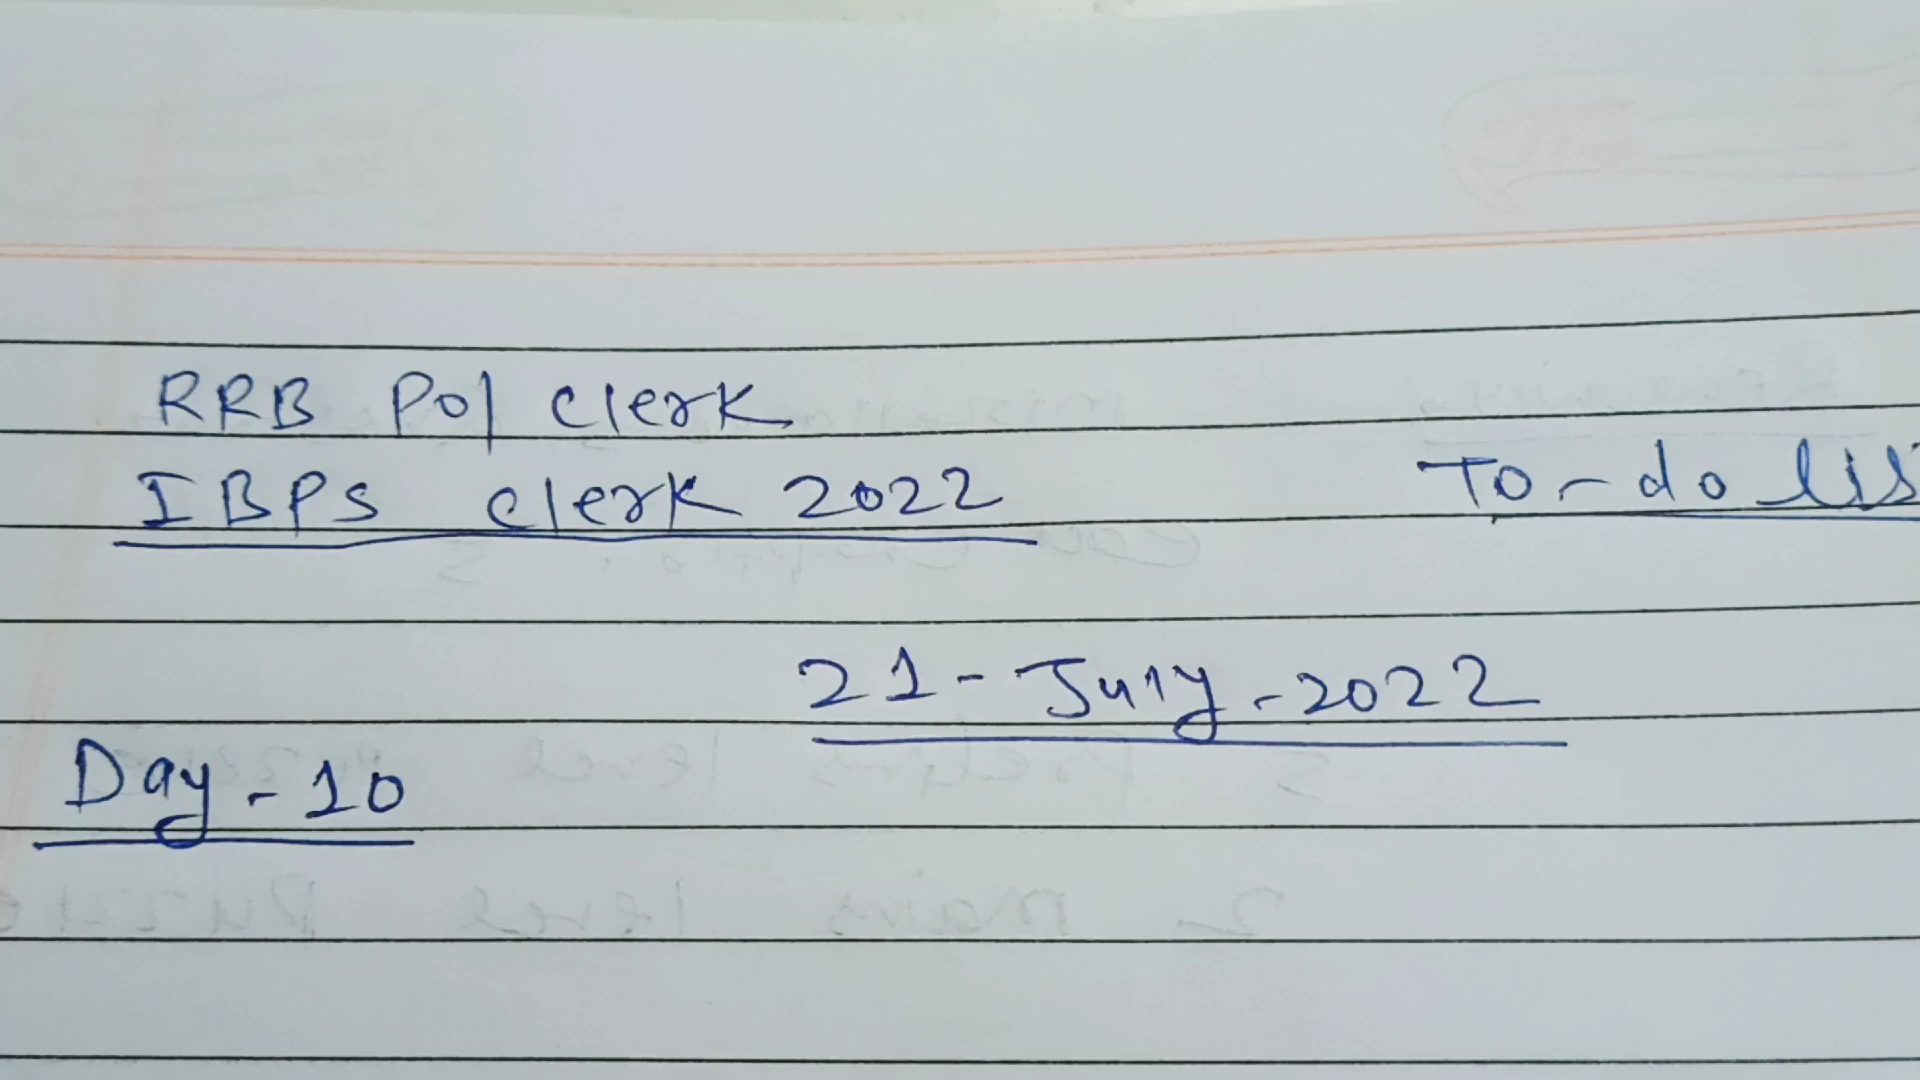 RRB PO/ Clerk
IBPS Clerk 2022
To-do lis
21-July-2022
Day-10